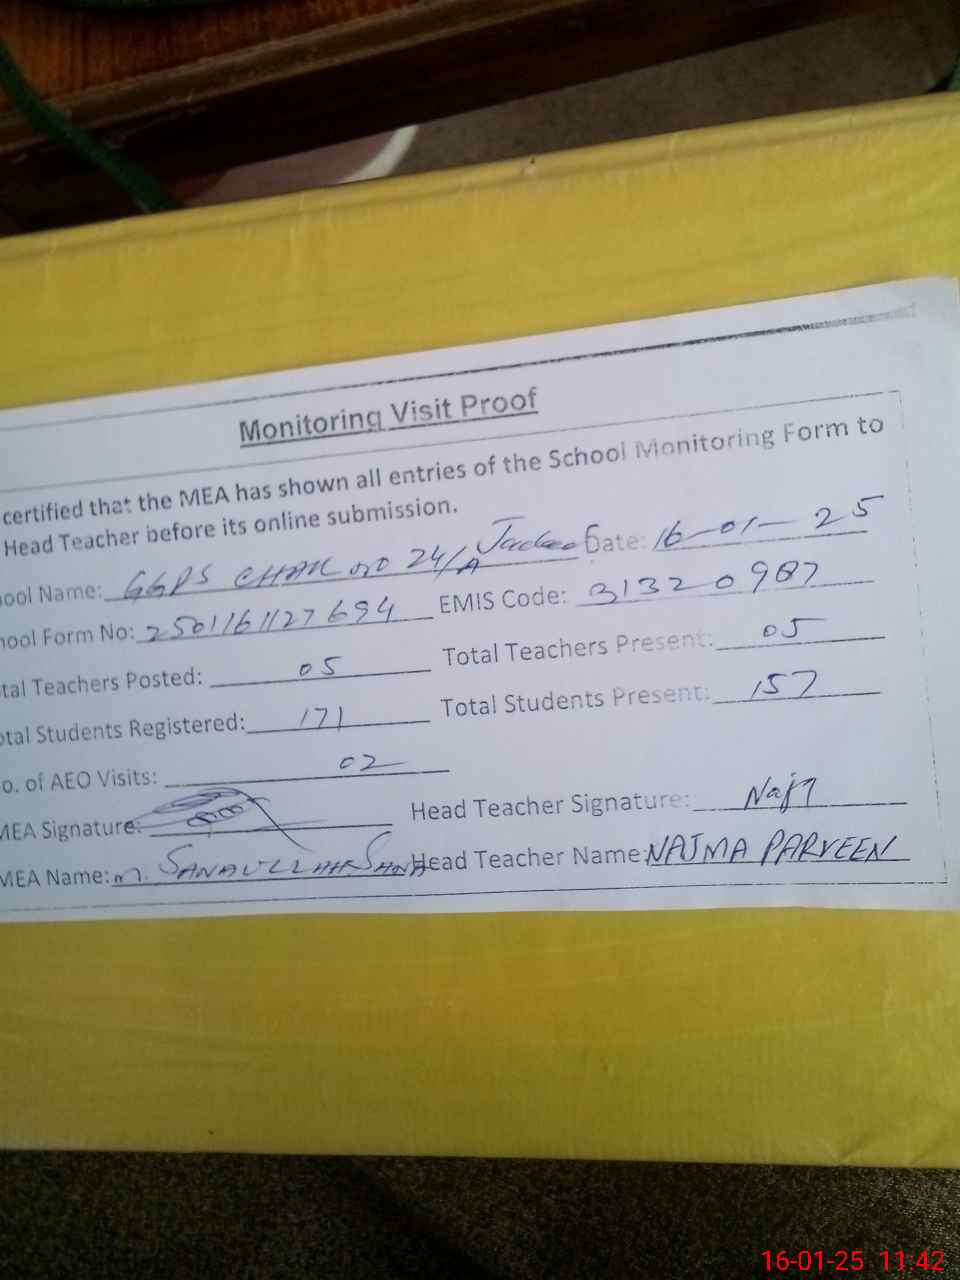 Monitoring Visit Proof
certified that the MEA has shown all entries of the School Monitoring Form to
Head Teacher before its online submission.
ool Name: GGPS CHAK NO 24/A Date: 16-01-25
hool Form No: 2501161127694 EMIS Code: 31320987
tal Teachers Posted: 05 Total Teachers Present: 05
otal Students Registered: 171 Total Students Present: 157
o. of AEO Visits: 02
MEA Signature: Head Teacher Signature:
MEA Name: M. SANAULLAH Head Teacher Name: NAJMA PARVEEN
16-01-25 11:42